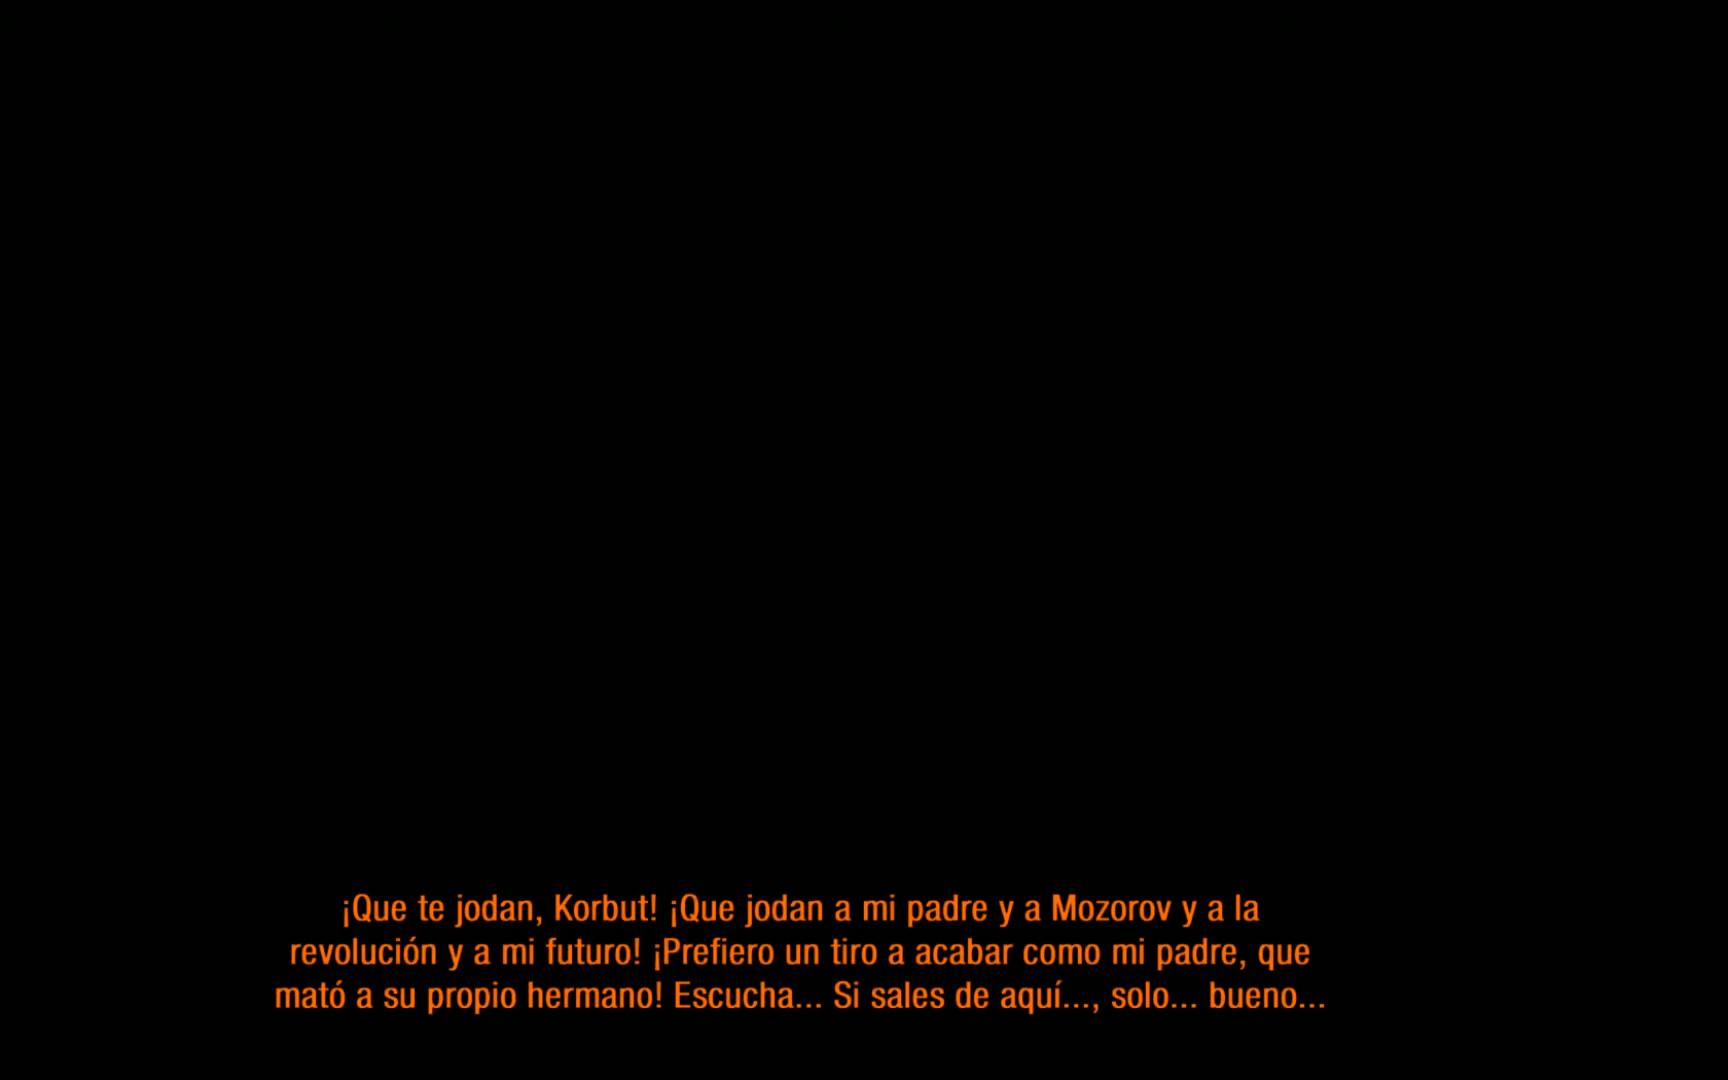 ¡Que te jodan, Korbut! ¡Que jodan a mi padre y a Mozorov y a la
revolución y a mi futuro! ¡Prefiero un tiro a acabar como mi padre, que
mató a su propio hermano! Escucha... Si sales de aquí..., solo... bueno...